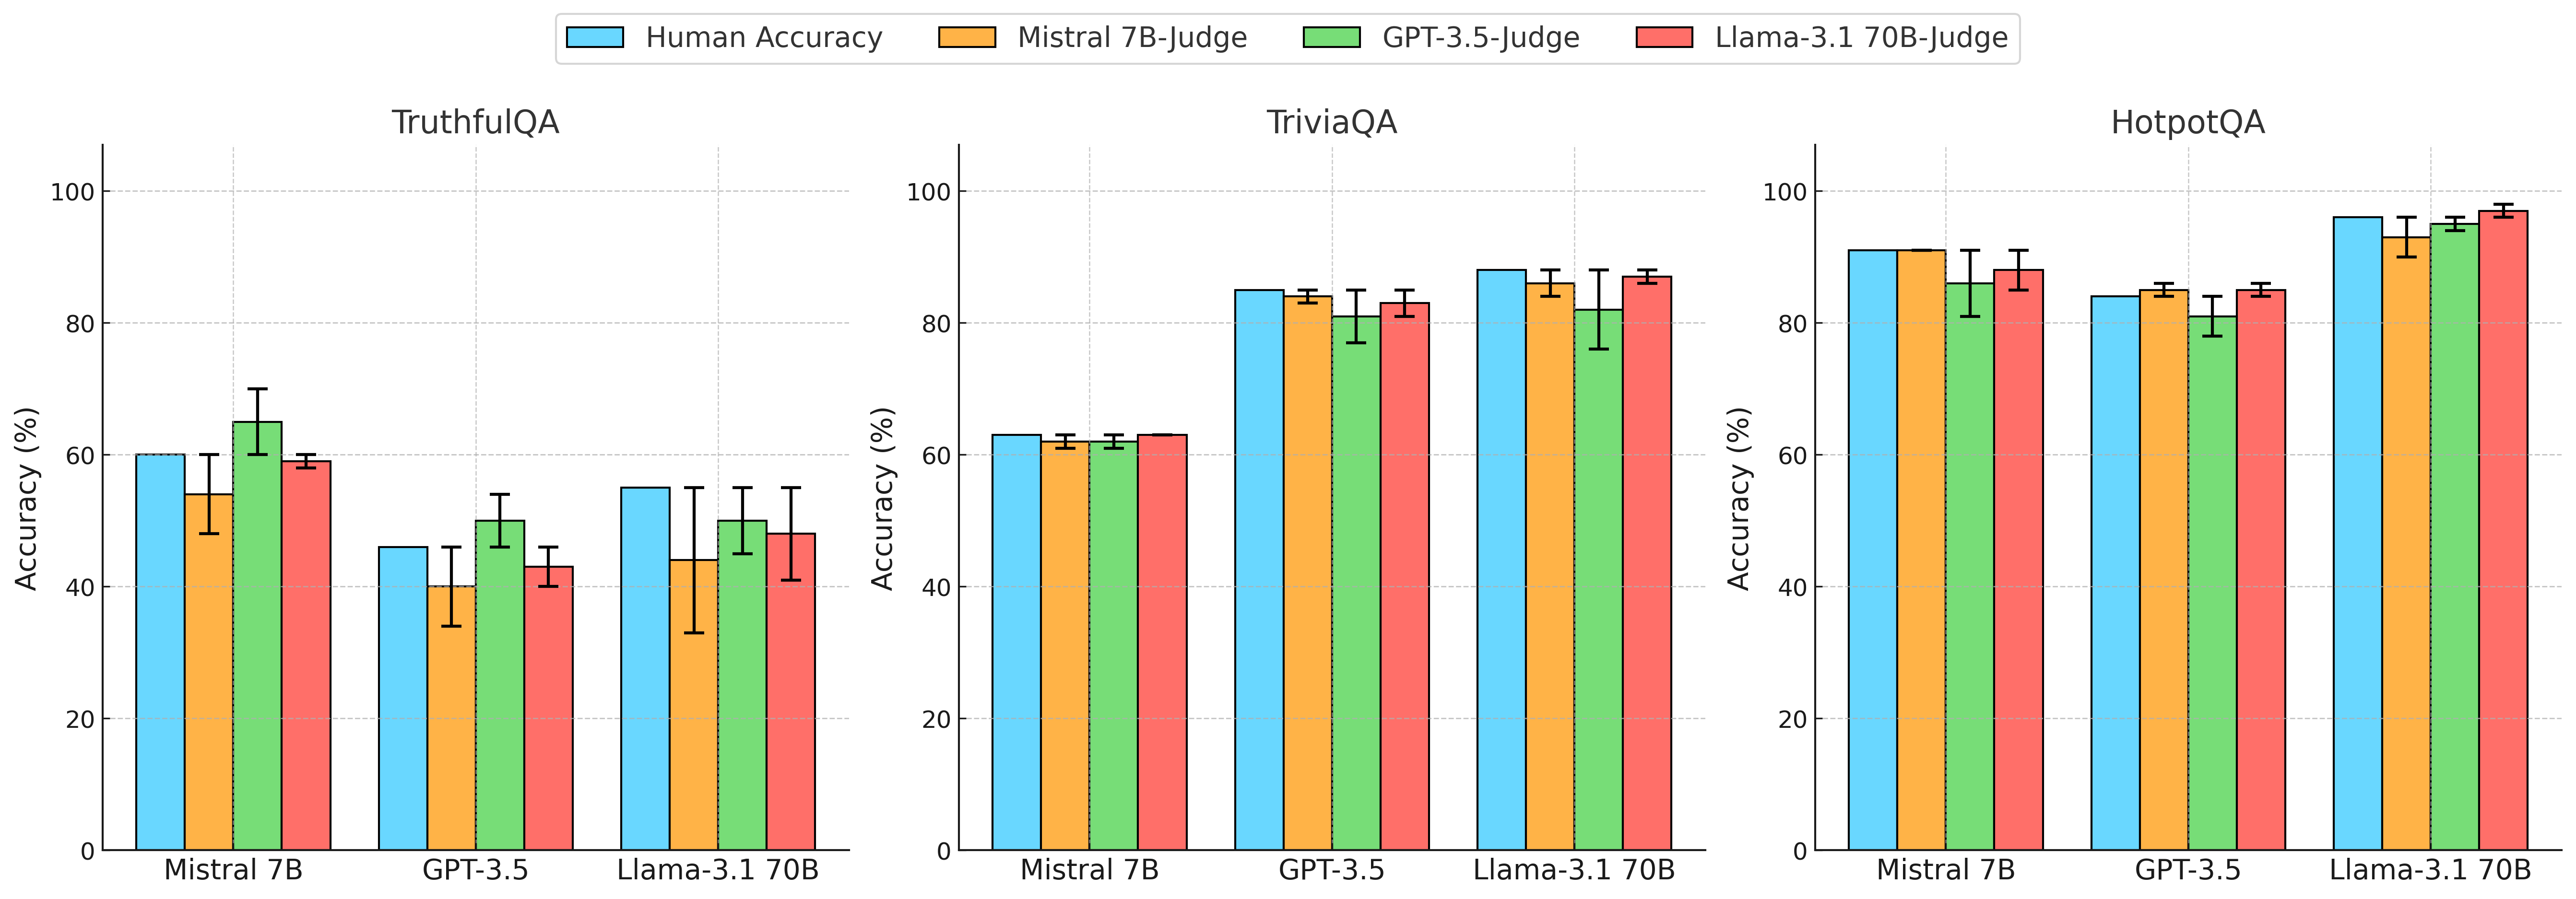 Human Accuracy Mistral 7B-Judge GPT-3.5-Judge Llama-3.1 70B-Judge
TruthfulQA
Accuracy (%)
100
80
60
40
20
0
Mistral 7B GPT-3.5 Llama-3.1 70B
TriviaQA
Accuracy (%)
100
80
60
40
20
0
Mistral 7B GPT-3.5 Llama-3.1 70B
HotpotQA
Accuracy (%)
100
80
60
40
20
0
Mistral 7B GPT-3.5 Llama-3.1 70B